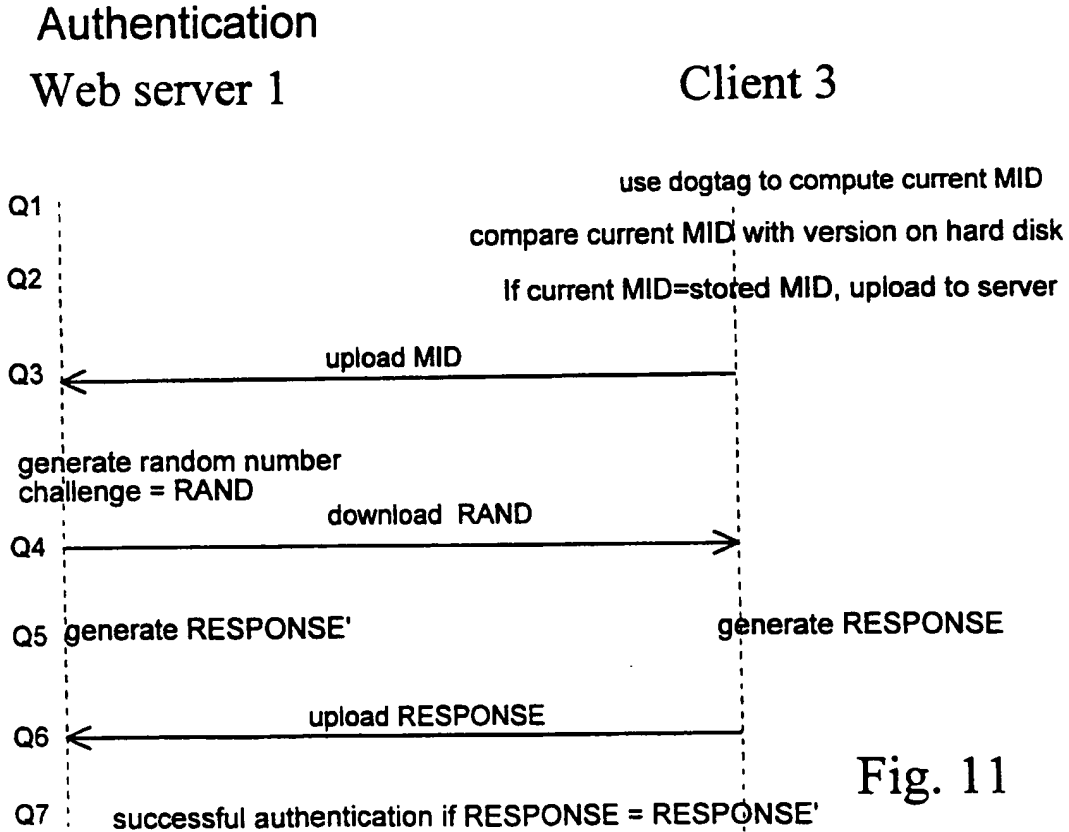 Authentication
Web server 1
Client 3
use dogtag to compute current MID
Q1
compare current MID with version on hard disk
Q2
If current MID=stored MID, upload to server
upload MID
Q3
generate random number
challenge = RAND
download RAND
Q4
Q5 generate RESPONSE'
generate RESPONSE
upload RESPONSE
Q6
Fig. 11
Q7 successful authentication if RESPONSE = RESPONSE'